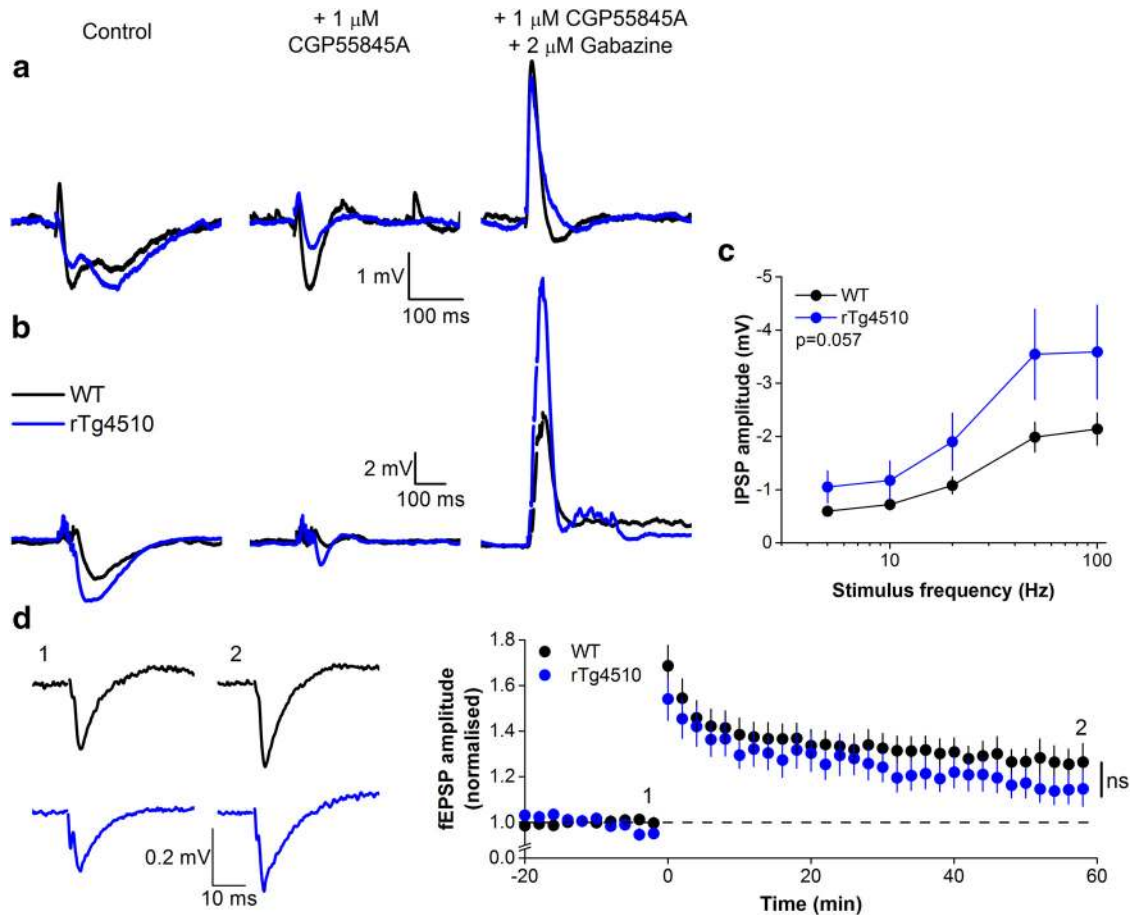 Control
+ 1 μM
CGP55845A
+ 1 μM CGP55845A
+ 2 μM Gabazine
a
1 mV
100 ms
b
WT
rTg4510
2 mV
100 ms
c
-5
-4
-3
-2
-1
0
IPSP amplitude (mV)
WT
rTg4510
p=0.057
10
100
Stimulus frequency (Hz)
d
1
2
0.2 mV
10 ms
fEPSP amplitude
(normalised)
1.8
1.6
1.4
1.2
1.0
0.0
WT
rTg4510
1
2
ns
-20
0
20
40
60
Time (min)